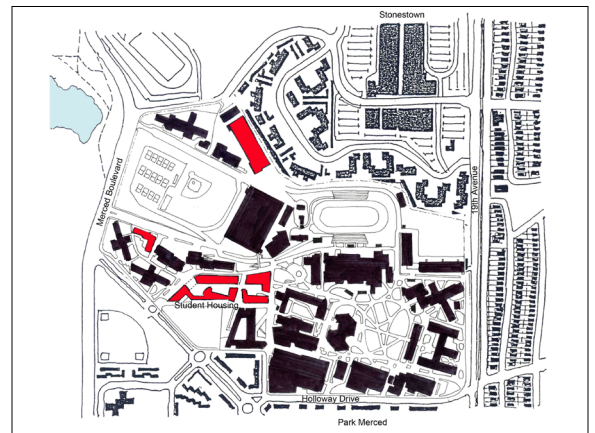 Stonestown
Merced Boulevard
19th Avenue
Student Housing
Holloway Drive
Park Merced